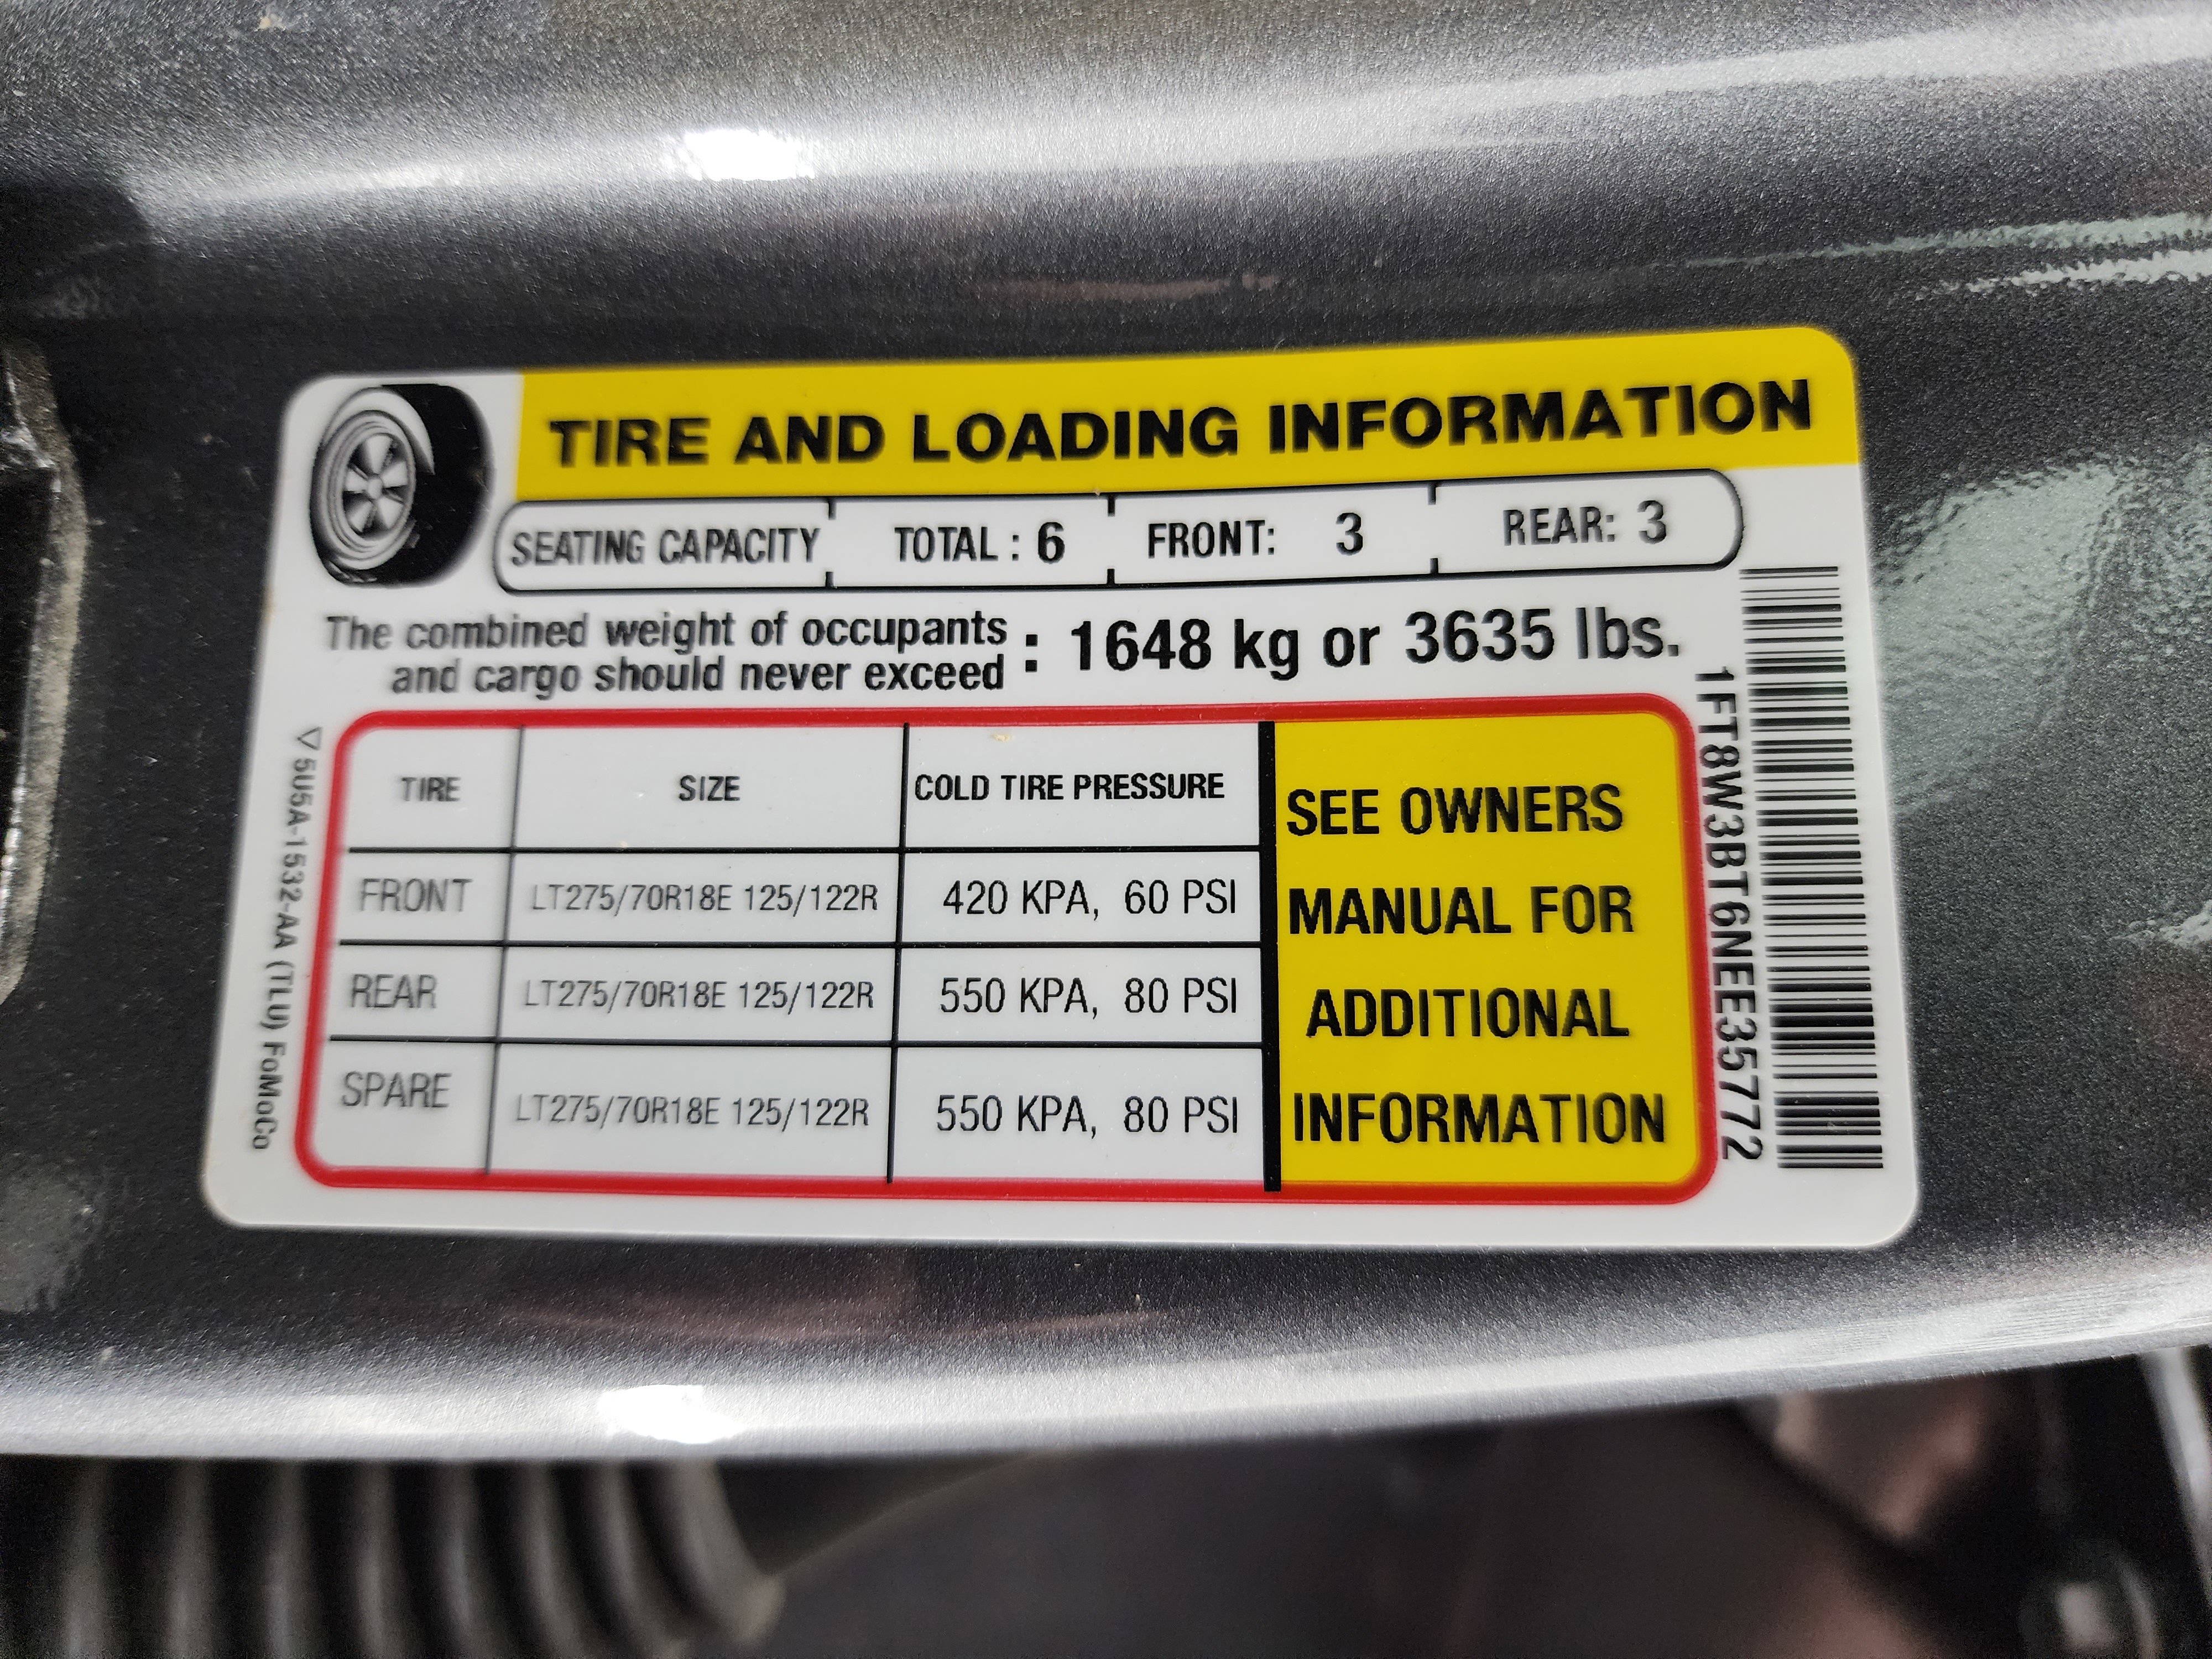 TIRE AND LOADING INFORMATION
SEATING CAPACITY TOTAL : 6 FRONT: 3 REAR: 3
The combined weight of occupants
and cargo should never exceed : 1648 kg or 3635 lbs.
TIRE SIZE COLD TIRE PRESSURE
FRONT LT275/70R18E 125/122R 420 KPA, 60 PSI
REAR LT275/70R18E 125/122R 550 KPA, 80 PSI
SPARE LT275/70R18E 125/122R 550 KPA, 80 PSI
SEE OWNERS
MANUAL FOR
ADDITIONAL
INFORMATION
1FT8W3BT6NEE35772
5U5A-1532-AA (TLU) FoMoCo